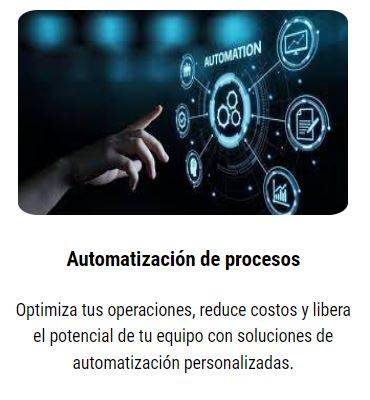 AUTOMATION
Automatización de procesos
Optimiza tus operaciones, reduce costos y libera
el potencial de tu equipo con soluciones de
automatización personalizadas.